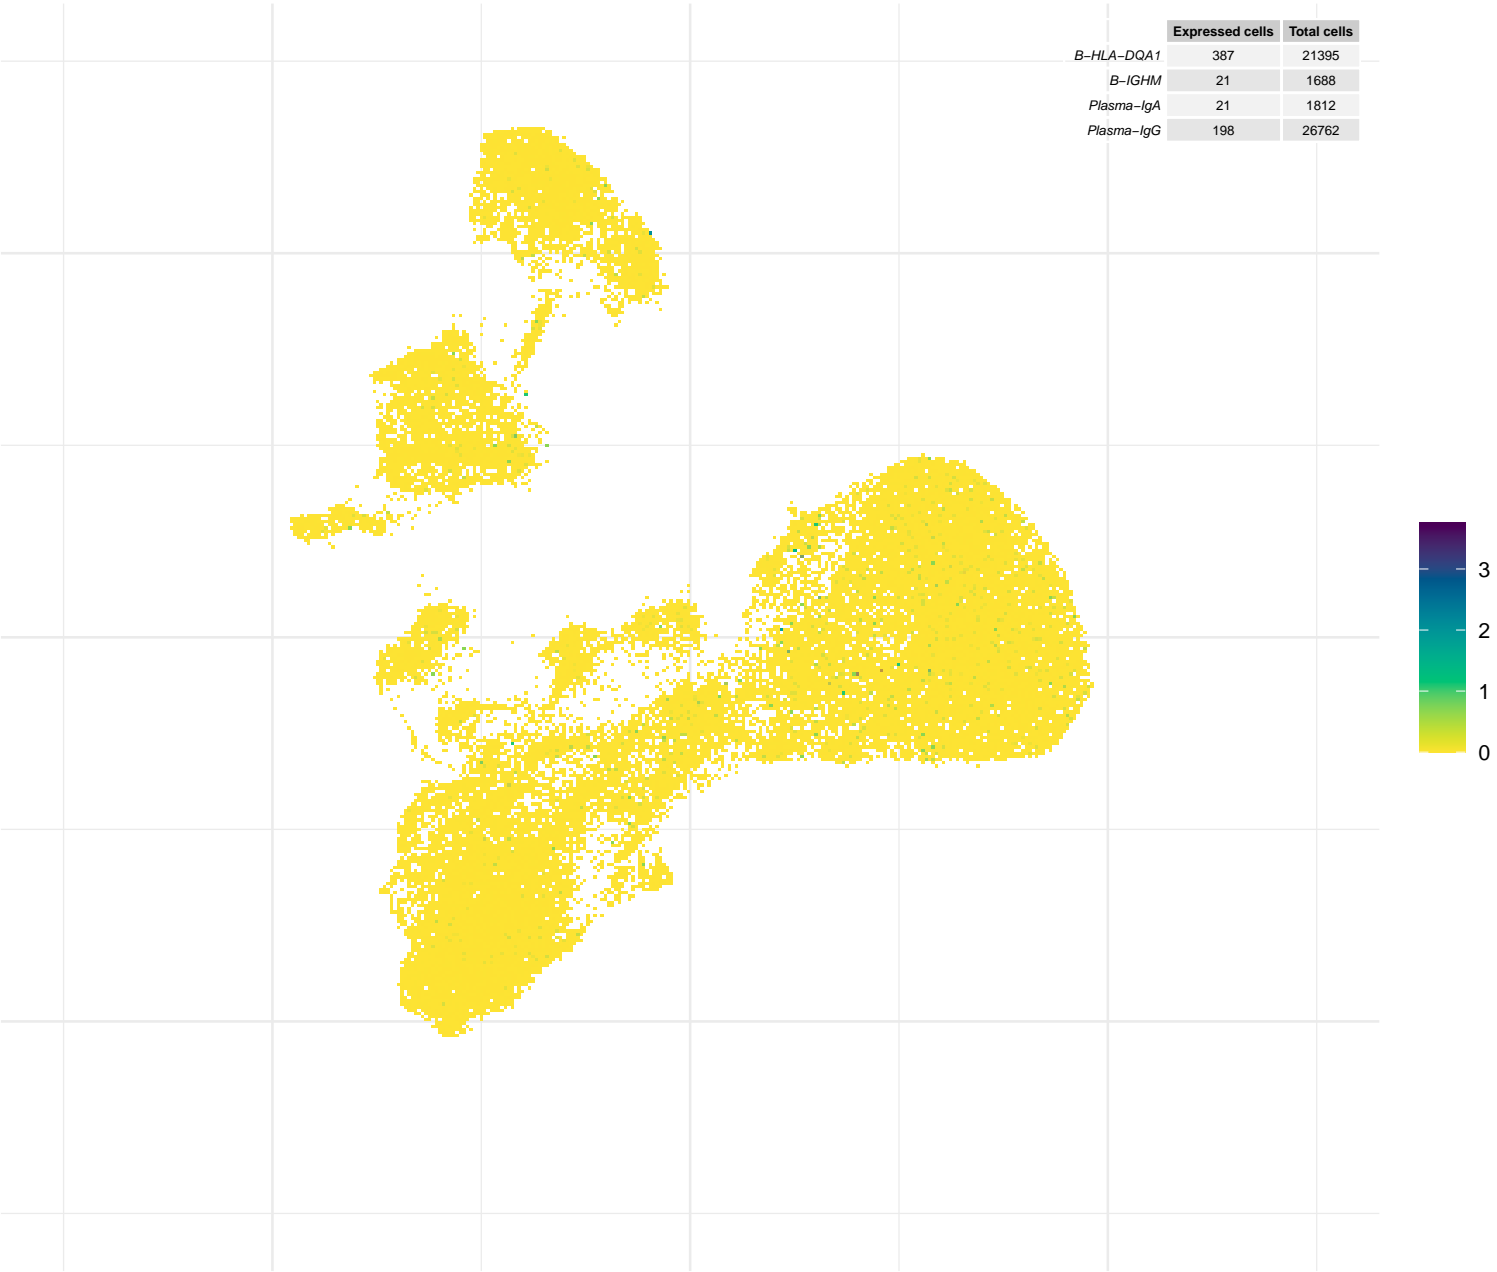 Expressed cells Total cells
B−HLA−DQA1 387 21395
B−IGHM 21 1688
Plasma−IgA 21 1812
Plasma−IgG 198 26762
3
2
1
0